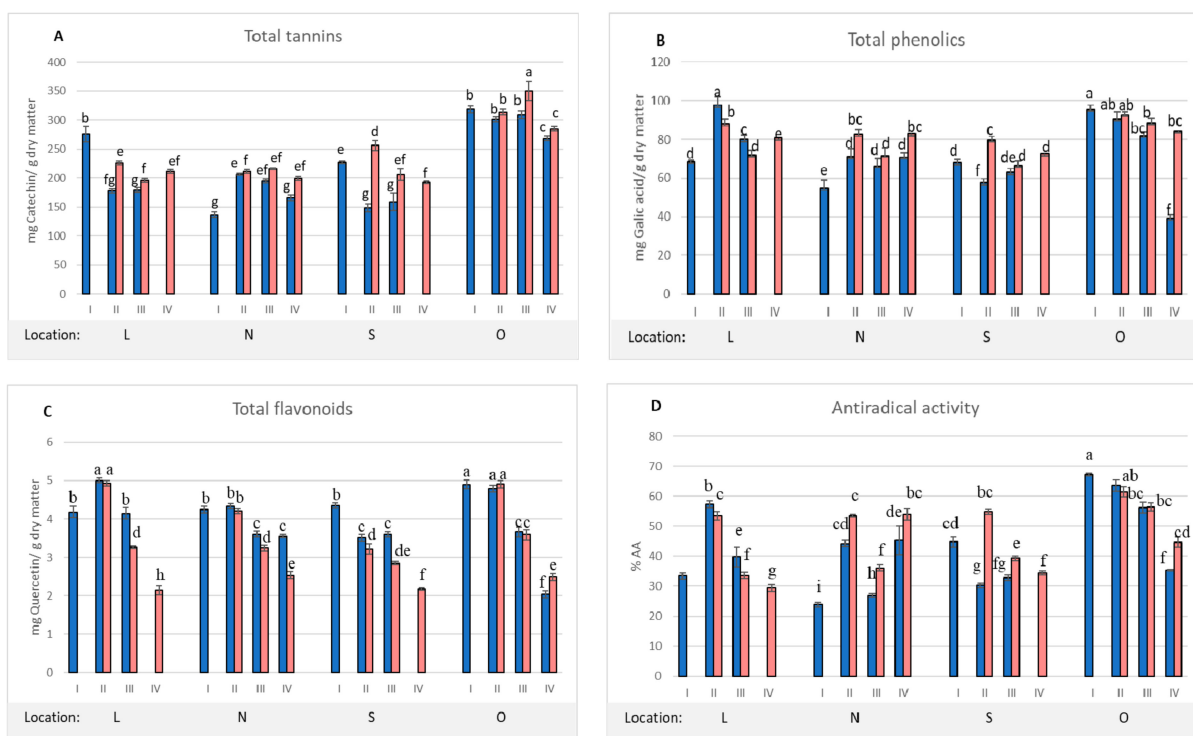 A
Total tannins
mg Catechin/ g dry matter
400
350
300
250
200
150
100
50
0
b fg e g f ef g e f ef ef g f e g d g ef f b b b b a c c
I II III IV I II III IV I II III IV I II III IV
Location: L N S O
B
Total phenolics
mg Galic acid/g dry matter
120
100
80
60
40
20
0
d a b c d e e d bc d d d bc d f c de d d a ab ab bc b f bc
I II III IV I II III IV I II III IV I II III IV
Location: L N S O
C
Total flavonoids
mg Quercetin/ g dry matter
6
5
4
3
2
1
0
b a a b d h b b b c d c e b c d c de f a a a c c f e
I II III IV I II III IV I II III IV I II III IV
Location: L N S O
D
Antiradical activity
% AA
80
70
60
50
40
30
20
10
0
b c e f g i cd c h f de bc cd g bc fg e f a ab bc bc f cd
I II III IV I II III IV I II III IV I II III IV
Location: L N S O